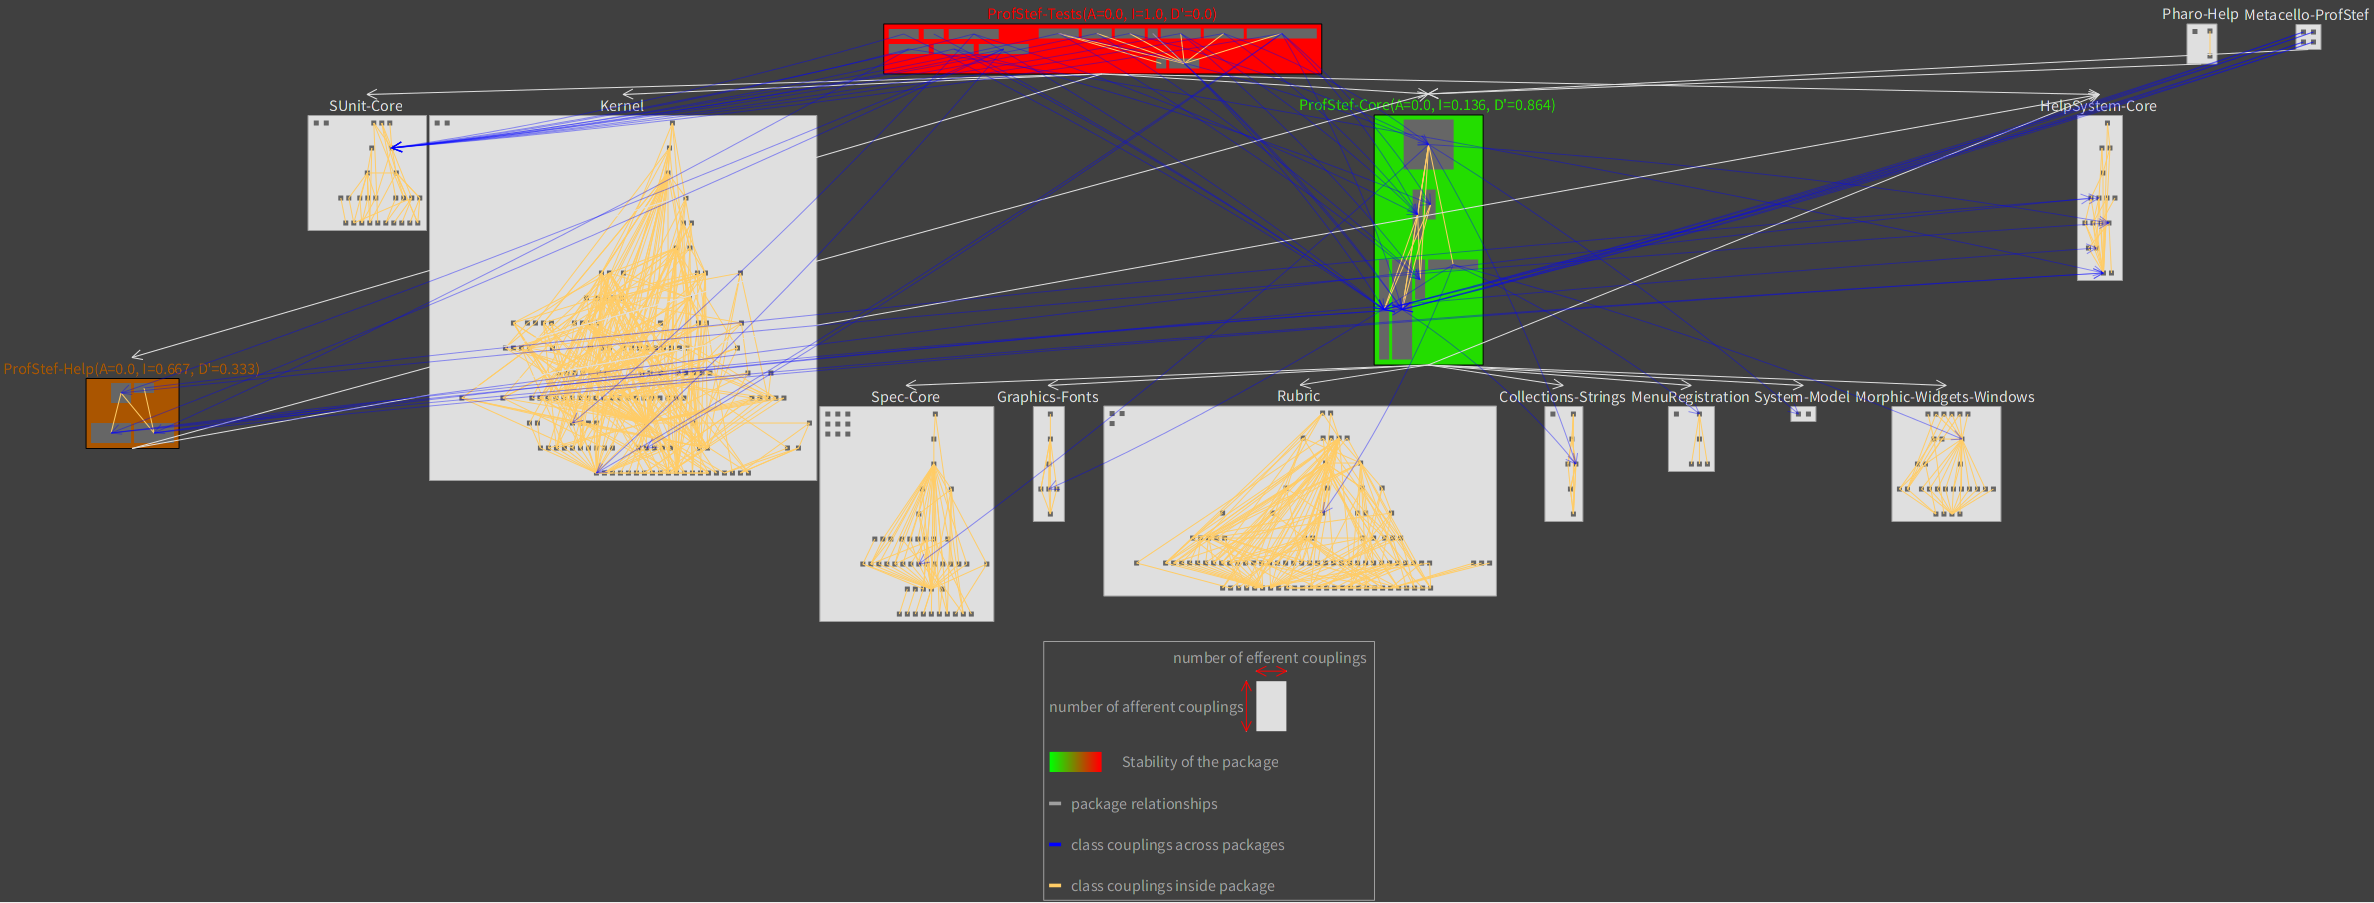 ProfStef-Tests(A=0.0, I=1.0, D'=0.0)
Pharo-Help
Metacello-ProfStef
SUnit-Core
Kernel
ProfStef-Core(A=0.0, I=0.136, D'=0.864)
HelpSystem-Core
ProfStef-Help(A=0.0, I=0.667, D'=0.333)
Spec-Core
Graphics-Fonts
Rubric
Collections-Strings
MenuRegistration
System-Model
Morphic-Widgets-Windows
number of efferent couplings
number of afferent couplings
Stability of the package
package relationships
class couplings across packages
class couplings inside package